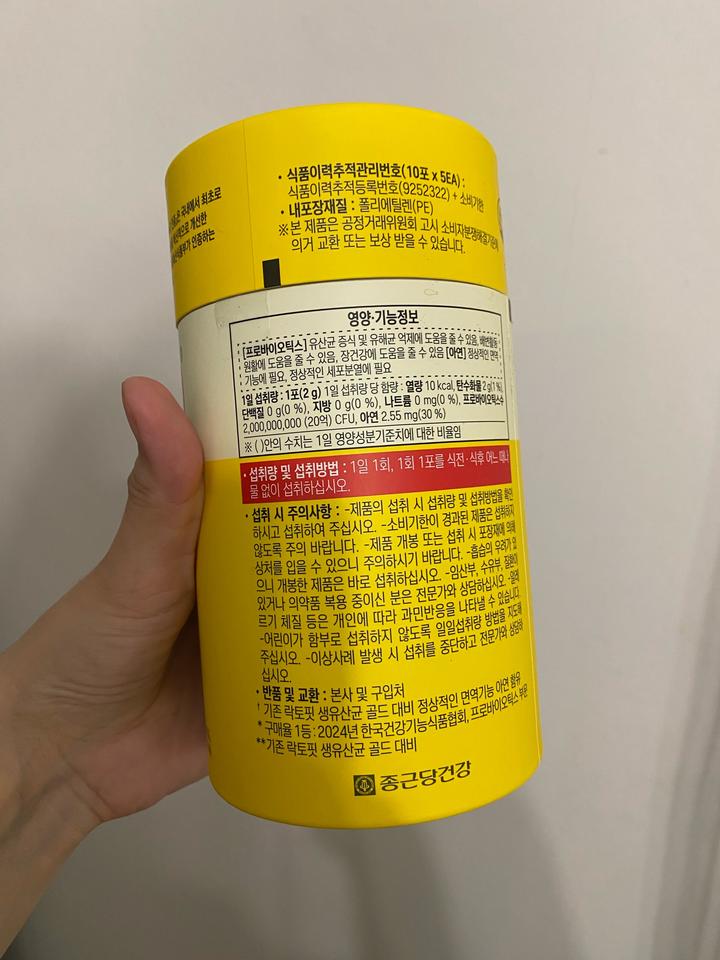 국내에서 최초로
개선한
인증하는
· 식품이력추적관리번호(10포 x 5EA) :
식품이력추적등록번호(9252322) + 소비기한
· 내포장재질 : 폴리에틸렌(PE)
※본 제품은 공정거래위원회 고시 소비자분쟁해결기준에
의거 교환 또는 보상 받을 수 있습니다.
영양·기능정보
[프로바이오틱스] 유산균 증식 및 유해균 억제에 도움을 줄 수 있음, 배변활동
원활에 도움을 줄 수 있음, 장건강에 도움을 줄 수 있음 [아연] 정상적인 면역
기능에 필요, 정상적인 세포분열에 필요
1일 섭취량 : 1포(2 g) 1일 섭취량 당 함량 : 열량 10 kcal, 탄수화물 2 g(1 %),
단백질 0 g(0 %), 지방 0 g(0 %), 나트륨 0 mg(0 %), 프로바이오틱스수
2,000,000,000 (20억) CFU, 아연 2.55 mg(30 %)
※ ( )안의 수치는 1일 영양성분기준치에 대한 비율임
· 섭취량 및 섭취방법 : 1일 1회, 1회 1포를 식전 · 식후 어느 때나
물 없이 섭취하십시오.
· 섭취 시 주의사항 : -제품의 섭취 시 섭취량 및 섭취방법을 확인
하시고 섭취하여 주십시오. -소비기한이 경과된 제품은 섭취하지
않도록 주의 바랍니다. -제품 개봉 또는 섭취 시 포장재에 의해
상처를 입을 수 있으니 주의하시기 바랍니다. -흡습의 우려가 있
으니 개봉한 제품은 바로 섭취하십시오. -임산부, 수유부, 질환이
있거나 의약품 복용 중이신 분은 전문가와 상담하십시오. -알레
르기 체질 등은 개인에 따라 과민반응을 나타낼 수 있습니다.
-어린이가 함부로 섭취하지 않도록 일일섭취량 방법을 지도해
주십시오. -이상사례 발생 시 섭취를 중단하고 전문가와 상담하
십시오.
· 반품 및 교환 : 본사 및 구입처
† 기존 락토핏 생유산균 골드 대비 정상적인 면역기능 아연 함유
* 구매율 1등 : 2024년 한국건강기능식품협회, 프로바이오틱스 부문
**기존 락토핏 생유산균 골드 대비
종근당건강